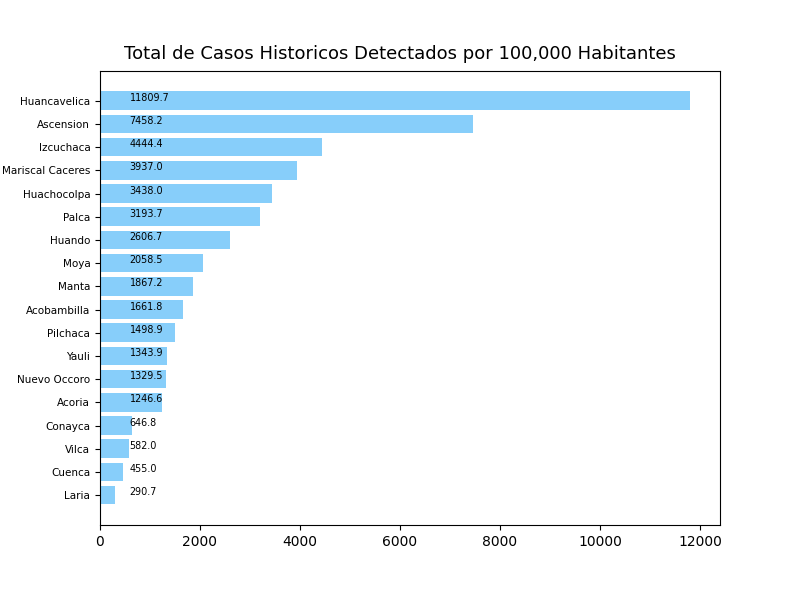 Total de Casos Historicos Detectados por 100,000 Habitantes
Huancavelica 11809.7
Ascension 7458.2
Izcuchaca 4444.4
Mariscal Caceres 3937.0
Huachocolpa 3438.0
Palca 3193.7
Huando 2606.7
Moya 2058.5
Manta 1867.2
Acobambilla 1661.8
Pilchaca 1498.9
Yauli 1343.9
Nuevo Occoro 1329.5
Acoria 1246.6
Conayca 646.8
Vilca 582.0
Cuenca 455.0
Laria 290.7
0 2000 4000 6000 8000 10000 12000